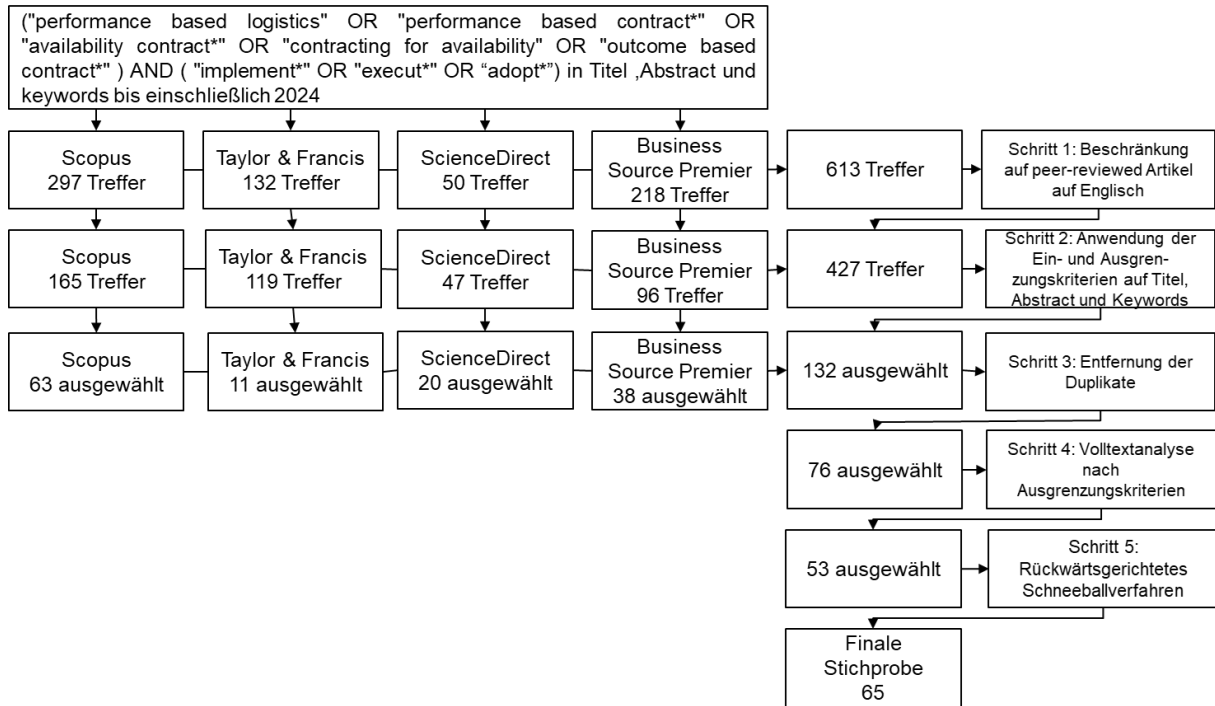 ("performance based logistics" OR "performance based contract*" OR
"availability contract*" OR "contracting for availability" OR "outcome based
contract*" ) AND ( "implement*" OR "execut*" OR “adopt*”) in Titel ,Abstract und
keywords bis einschließlich 2024
Scopus
297 Treffer
Taylor & Francis
132 Treffer
ScienceDirect
50 Treffer
Business
Source Premier
218 Treffer
613 Treffer
Schritt 1: Beschränkung
auf peer-reviewed Artikel
auf Englisch
Scopus
165 Treffer
Taylor & Francis
119 Treffer
ScienceDirect
47 Treffer
Business
Source Premier
96 Treffer
427 Treffer
Schritt 2: Anwendung der
Ein- und Ausgren-
zungskriterien auf Titel,
Abstract und Keywords
Scopus
63 ausgewählt
Taylor & Francis
11 ausgewählt
ScienceDirect
20 ausgewählt
Business
Source Premier
38 ausgewählt
132 ausgewählt
Schritt 3: Entfernung der
Duplikate
76 ausgewählt
Schritt 4: Volltextanalyse
nach
Ausgrenzungskriterien
53 ausgewählt
Schritt 5:
Rückwärtsgerichtetes
Schneeballverfahren
Finale
Stichprobe
65